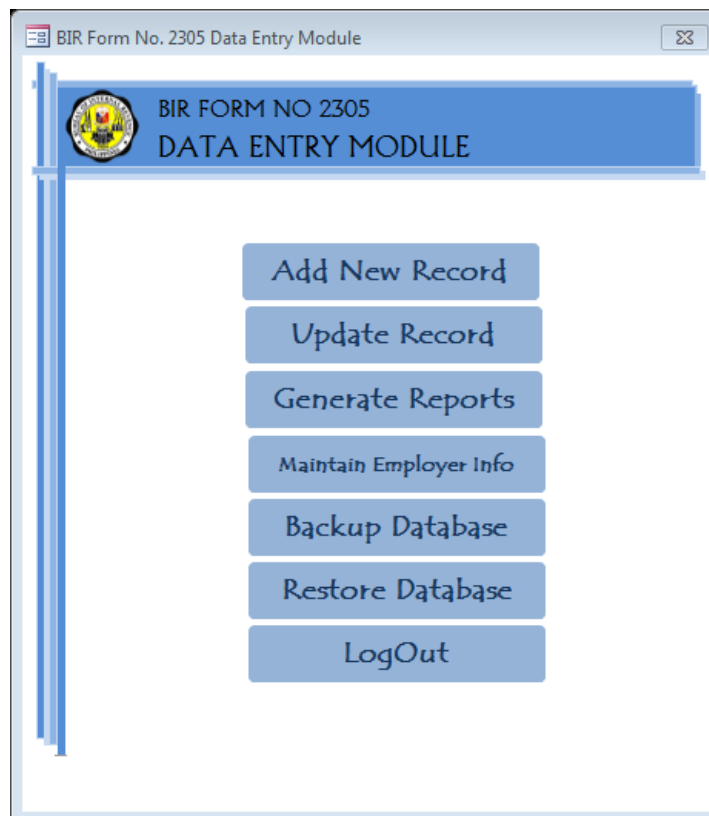 BIR Form No. 2305 Data Entry Module
BIR FORM NO 2305
DATA ENTRY MODULE
Add New Record
Update Record
Generate Reports
Maintain Employer Info
Backup Database
Restore Database
LogOut